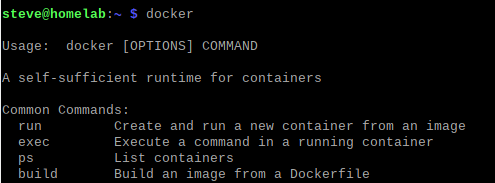 steve@homelab:~ $ docker
Usage:  docker [OPTIONS] COMMAND
A self-sufficient runtime for containers
Common Commands:
  run         Create and run a new container from an image
  exec        Execute a command in a running container
  ps          List containers
  build       Build an image from a Dockerfile